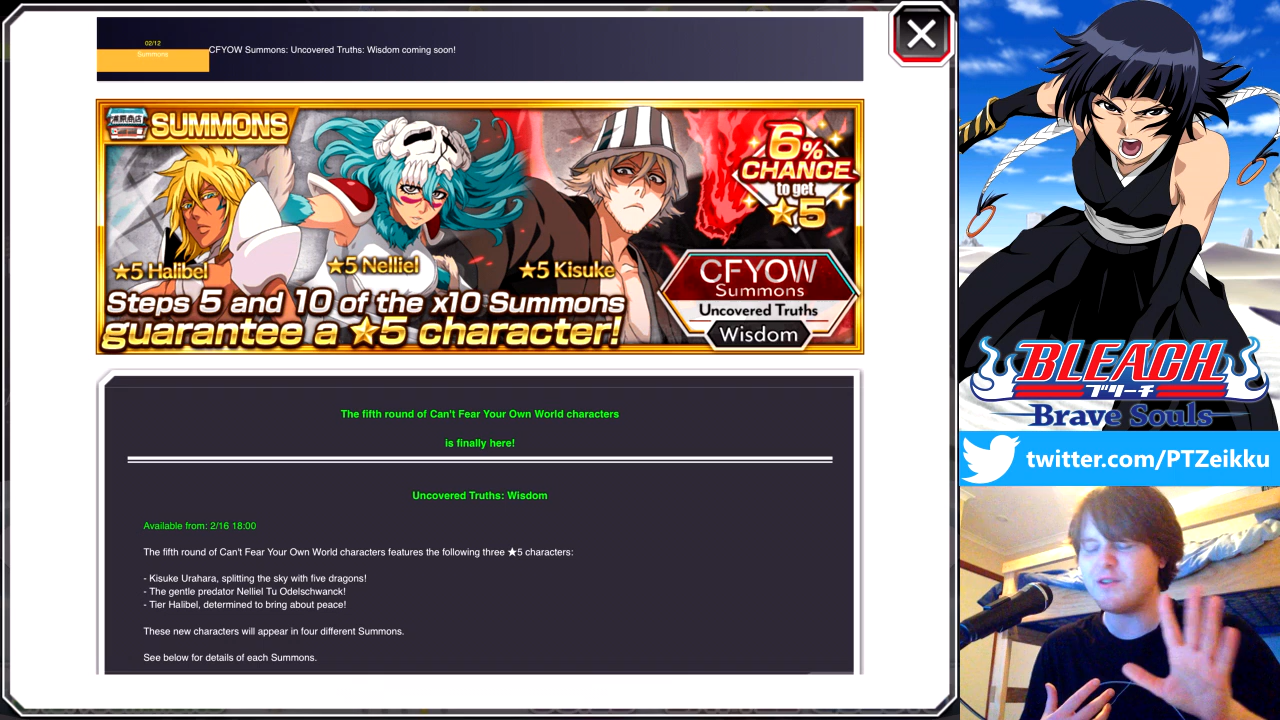 02/12
Summons
CFYOW Summons: Uncovered Truths: Wisdom coming soon!
SUMMONS
6%
CHANCE
to get
★5
★5 Halibel
★5 Nelliel
★5 Kisuke
CFYOW
Summons
Uncovered Truths
Wisdom
Steps 5 and 10 of the x10 Summons
guarantee a ★5 character!
The fifth round of Can't Fear Your Own World characters
is finally here!
Uncovered Truths: Wisdom
Available from: 2/16 18:00
The fifth round of Can't Fear Your Own World characters features the following three ★5 characters:
- Kisuke Urahara, splitting the sky with five dragons!
- The gentle predator Nelliel Tu Odelschwanck!
- Tier Halibel, determined to bring about peace!
These new characters will appear in four different Summons.
See below for details of each Summons.
BLEACH
ブリーチ
Brave Souls
twitter.com/PTZeikku